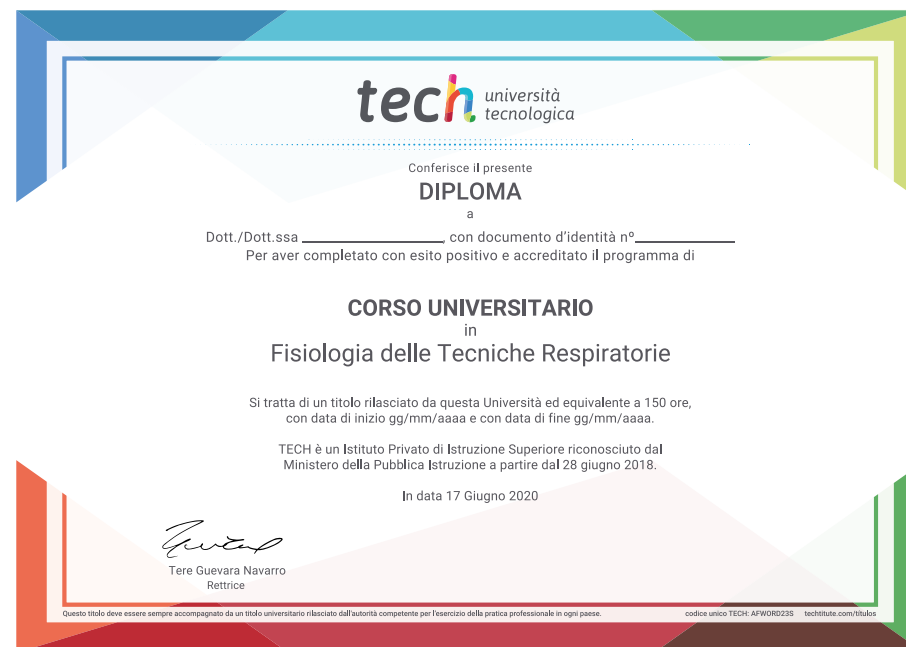 tech università
tecnologica
Conferisce il presente
DIPLOMA
a
Dott./Dott.ssa ____________________, con documento d'identità nº__________________
Per aver completato con esito positivo e accreditato il programma di
CORSO UNIVERSITARIO
in
Fisiologia delle Tecniche Respiratorie
Si tratta di un titolo rilasciato da questa Università ed equivalente a 150 ore,
con data di inizio gg/mm/aaaa e con data di fine gg/mm/aaaa.
TECH è un Istituto Privato di Istruzione Superiore riconosciuto dal
Ministero della Pubblica Istruzione a partire dal 28 giugno 2018.
In data 17 Giugno 2020
Tere Guevara Navarro
Rettrice
Questo titolo deve essere sempre accompagnato da un titolo universitario rilasciato dall'autorità competente per l'esercizio della pratica professionale in ogni paese. codice unico TECH: AFWORD23S techtitute.com/títulos